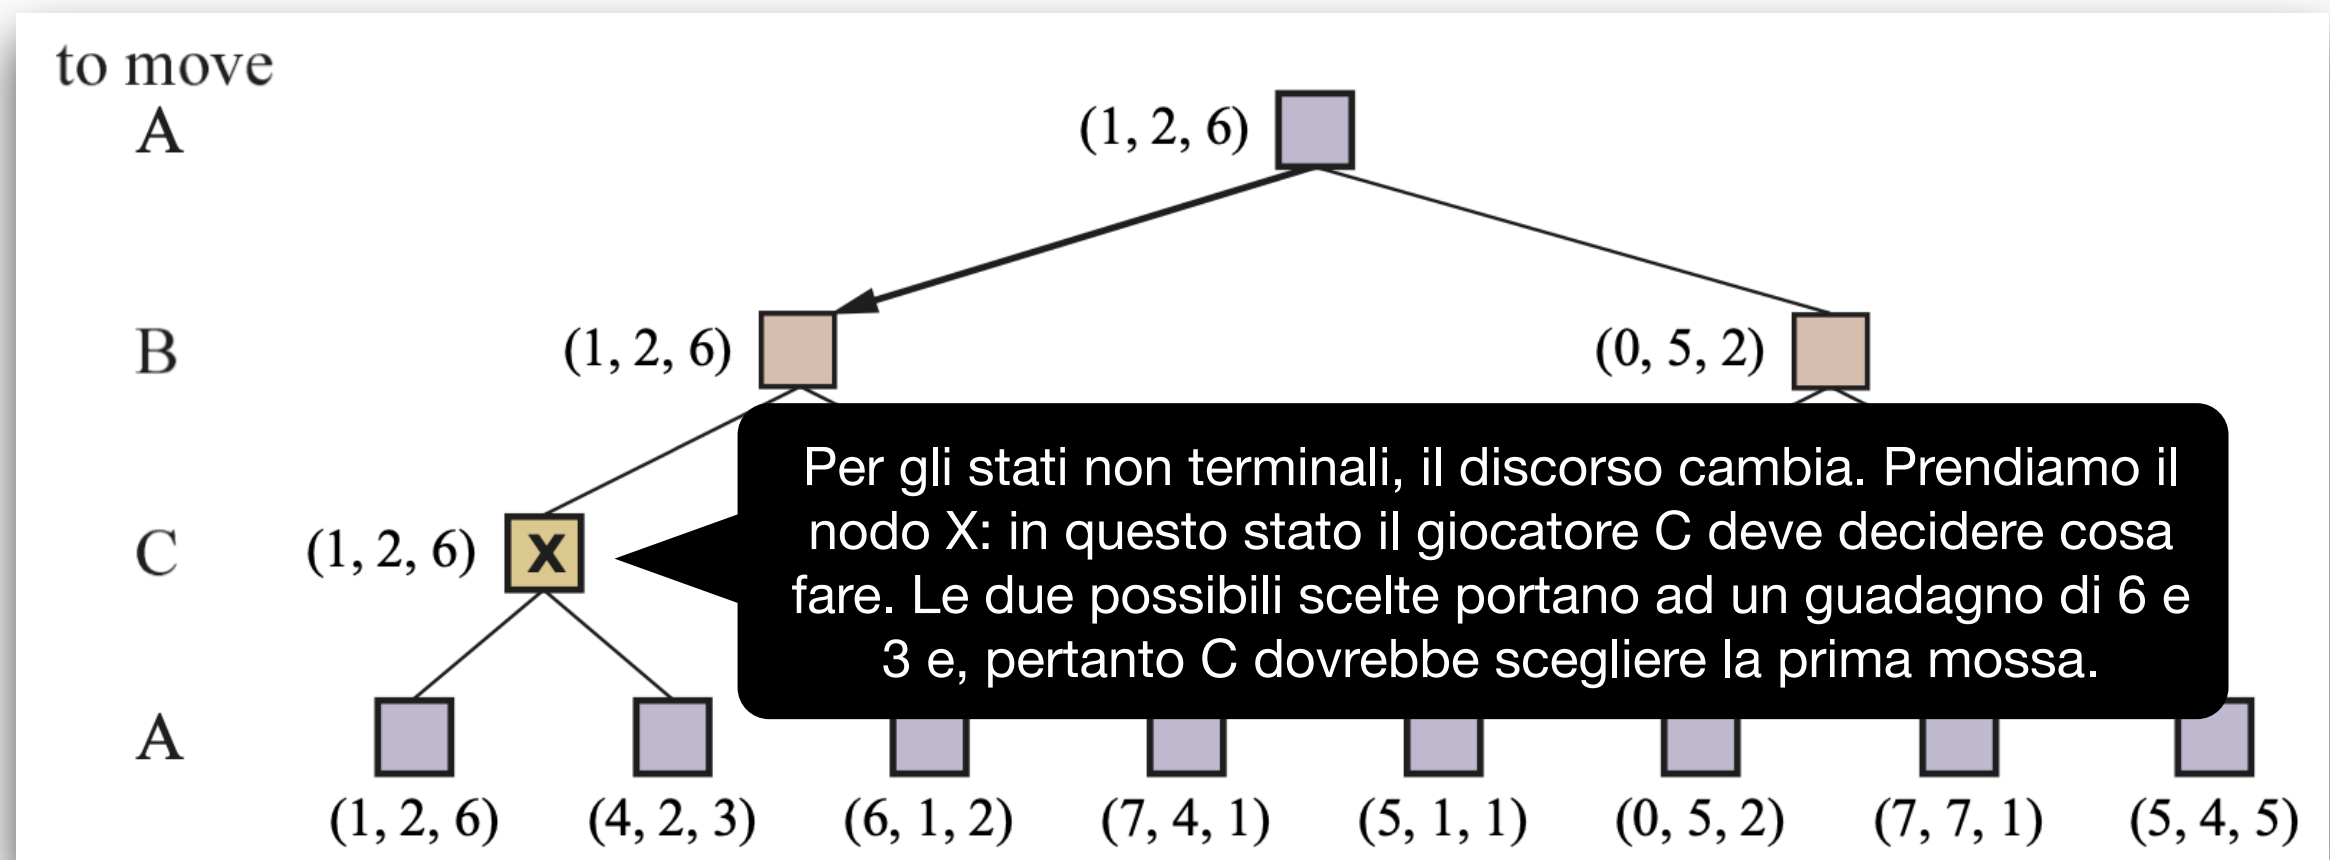 to move
A
(1, 2, 6)
B
(1, 2, 6)
(0, 5, 2)
Per gli stati non terminali, il discorso cambia. Prendiamo il
nodo X: in questo stato il giocatore C deve decidere cosa
fare. Le due possibili scelte portano ad un guadagno di 6 e
3 e, pertanto C dovrebbe scegliere la prima mossa.
C
(1, 2, 6)
X
A
(1, 2, 6)
(4, 2, 3)
(6, 1, 2)
(7, 4, 1)
(5, 1, 1)
(0, 5, 2)
(7, 7, 1)
(5, 4, 5)